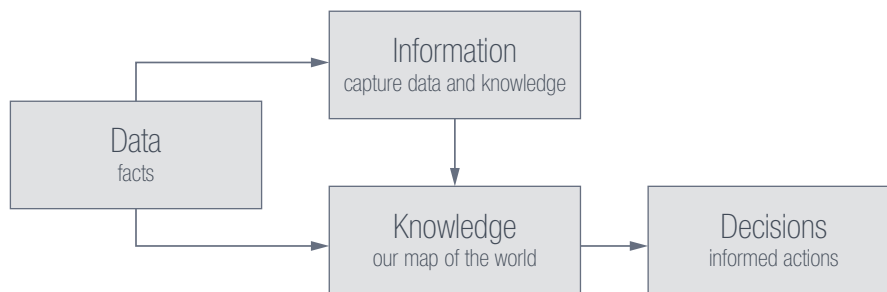 Information
capture data and knowledge
Data
facts
Knowledge
our map of the world
Decisions
informed actions